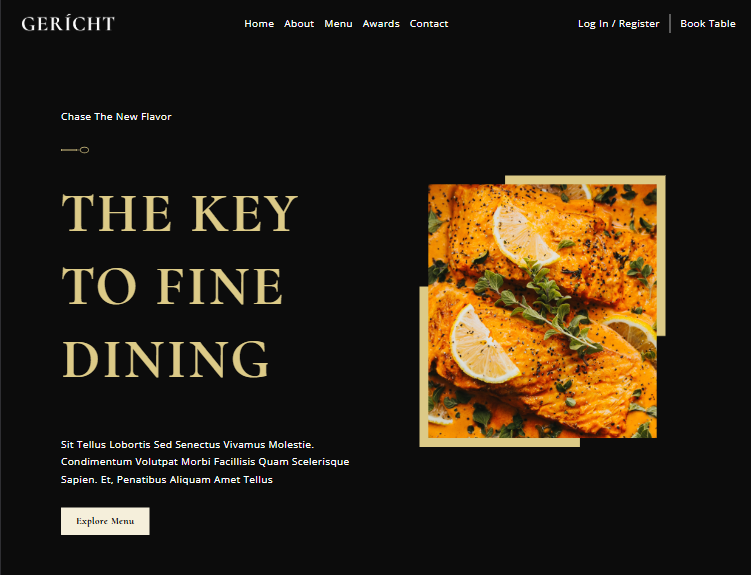 GERÍCHT
Home About Menu Awards Contact
Log In / Register Book Table
Chase The New Flavor
THE KEY
TO FINE
DINING
Sit Tellus Lobortis Sed Senectus Vivamus Molestie.
Condimentum Volutpat Morbi Facillisis Quam Scelerisque
Sapien. Et, Penatibus Aliquam Amet Tellus
Explore Menu